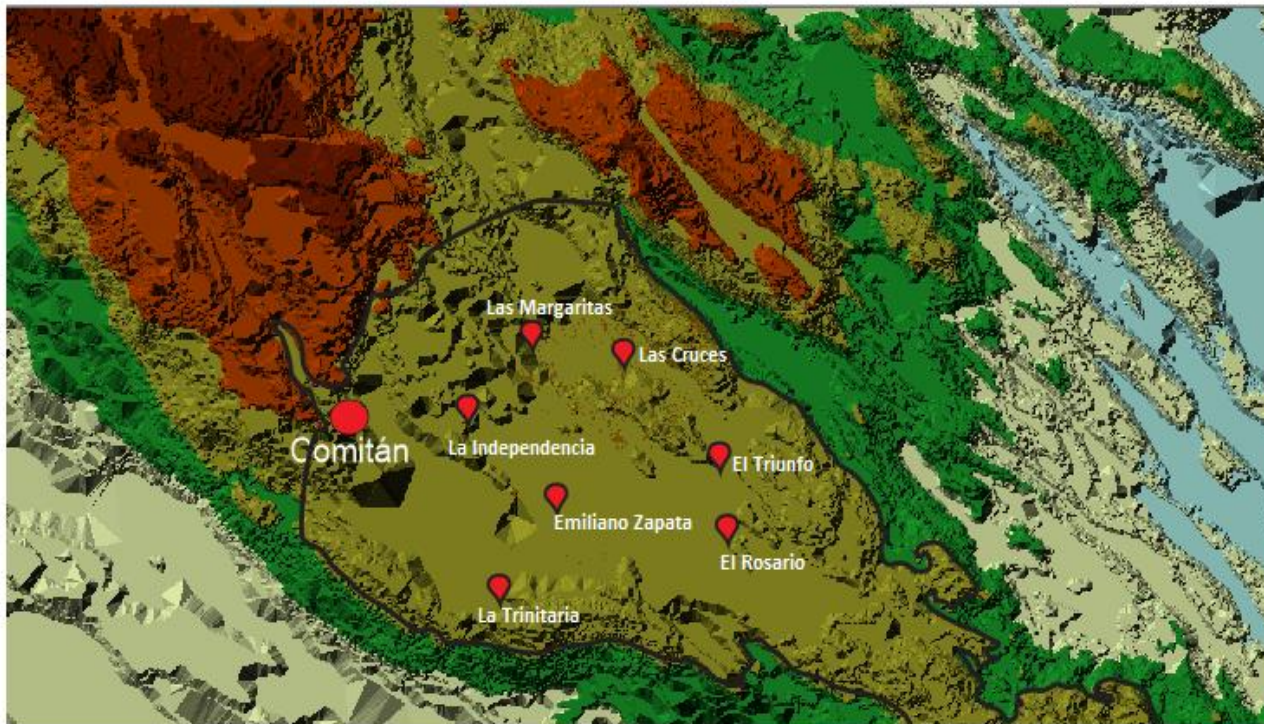 Las Margaritas
Las Cruces
Comitán
La Independencia
El Triunfo
Emiliano Zapata
El Rosario
La Trinitaria